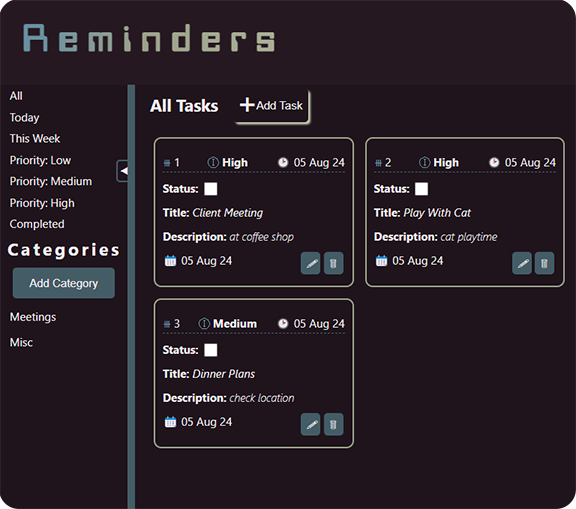 Reminders
All
Today
This Week
Priority: Low
Priority: Medium
Priority: High
Completed
Categories
Add Category
Meetings
Misc
All Tasks
+Add Task
1 High 05 Aug 24
Status:
Title: Client Meeting
Description: at coffee shop
05 Aug 24
2 High 05 Aug 24
Status:
Title: Play With Cat
Description: cat playtime
05 Aug 24
3 Medium 05 Aug 24
Status:
Title: Dinner Plans
Description: check location
05 Aug 24